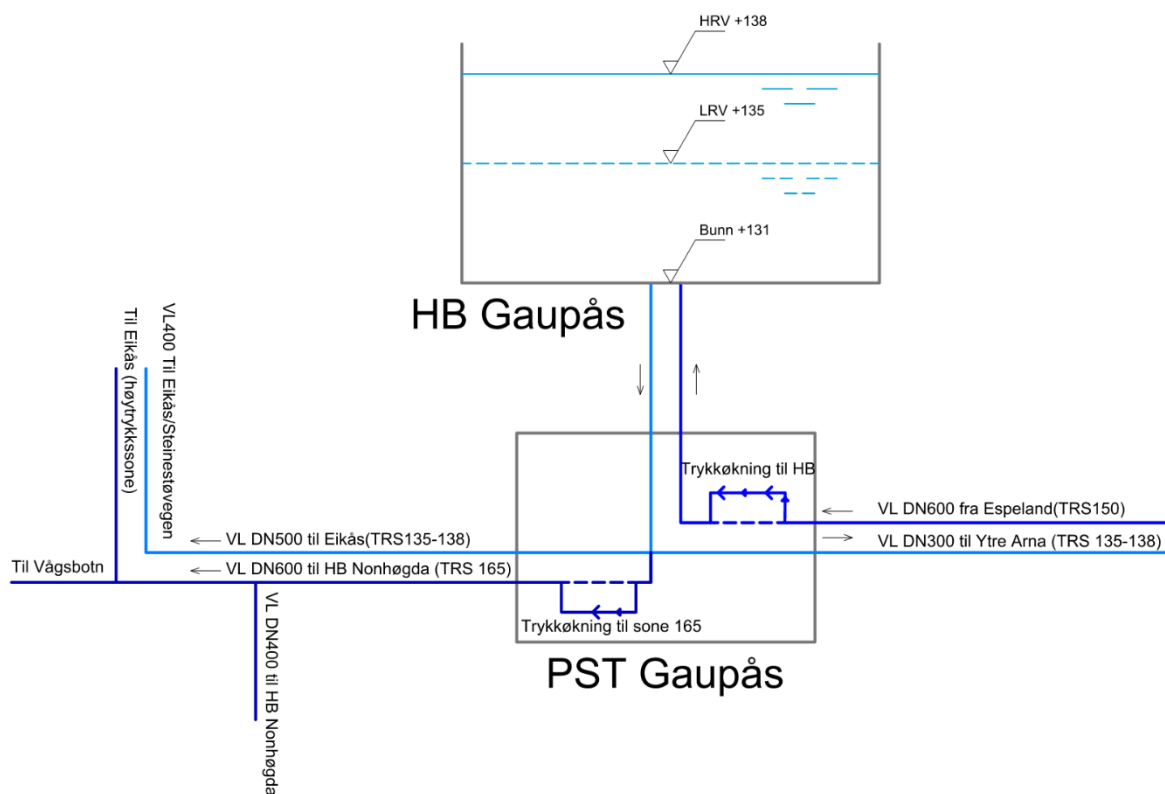 HRV +138
LRV +135
Bunn +131
HB Gaupås
Til Eikås (høytrykkssone)
VL400 Til Eikås/Steinestøvegen
Trykkøkning til HB
VL DN600 fra Espeland(TRS150)
VL DN500 til Eikås(TRS135-138)
VL DN300 til Ytre Arna (TRS 135-138)
Til Vågsbotn
VL DN600 til HB Nonhøgda (TRS 165)
Trykkøkning til sone 165
VL DN400 til HB Nonhøgda
PST Gaupås